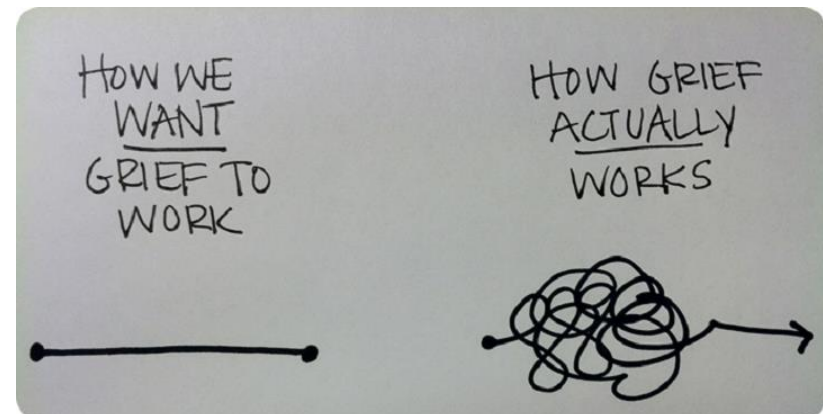 HOW WE
WANT
GRIEF TO
WORK
HOW GRIEF
ACTUALLY
WORKS